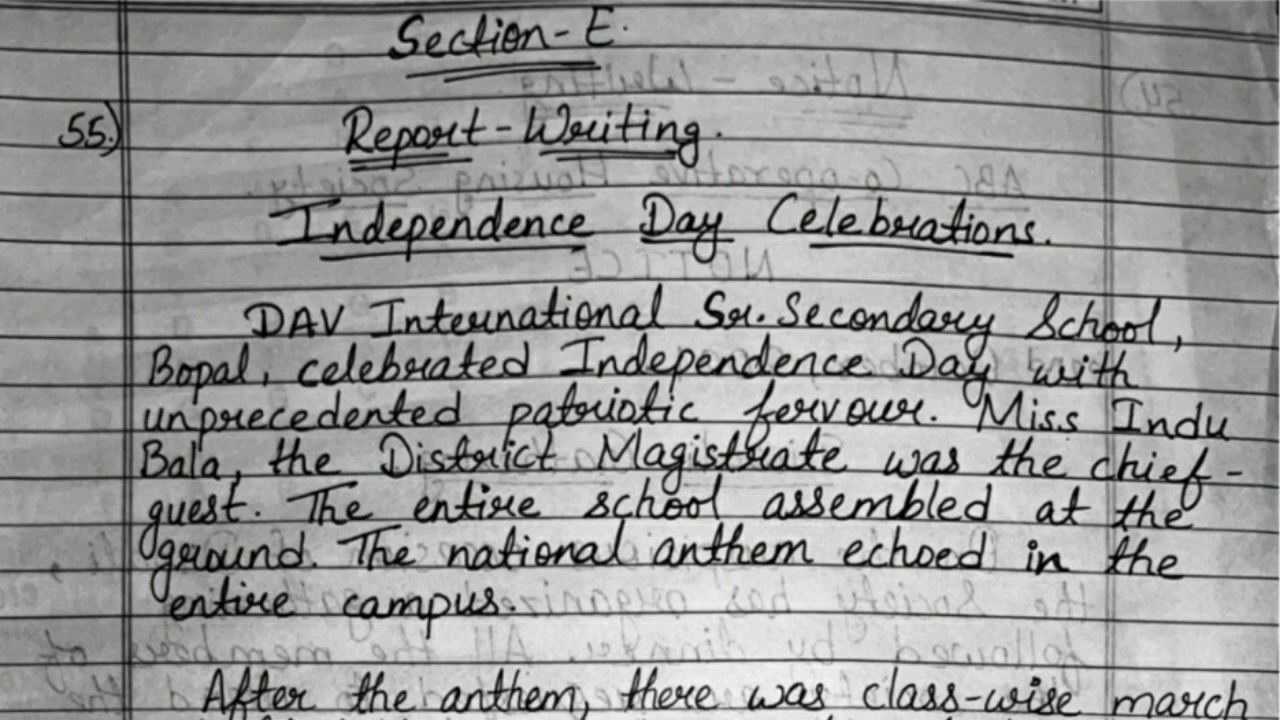 Section-E.
55.) Report-Writing.
Independence Day Celebrations.
DAV International Sr. Secondary School,
Bopal, celebrated Independence Day with
unprecedented patriotic fervour. Miss Indu
Bala, the District Magistrate was the chief-
guest. The entire school assembled at the
ground. The national anthem echoed in the
entire campus.
After the anthem, there was class-wise march